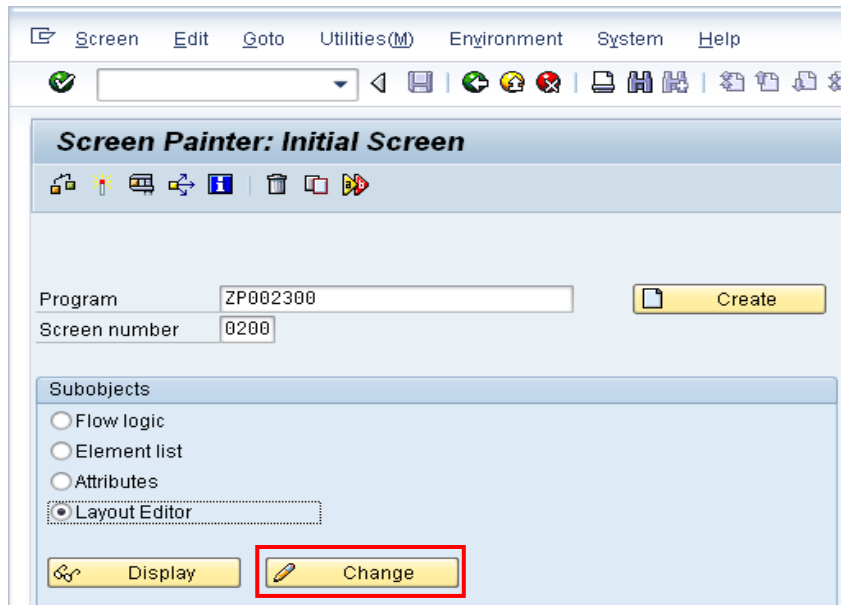 Screen Edit Goto Utilities(M) Environment System Help
Screen Painter: Initial Screen
Program ZP002300 Create
Screen number 0200
Subobjects
Flow logic
Element list
Attributes
Layout Editor
Display Change